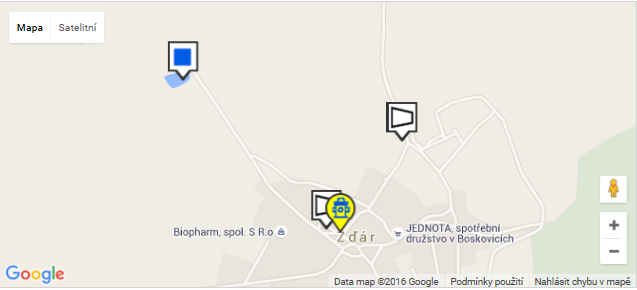 Mapa
Satelitní
Biopharm, spol. S R.o
JEDNOTA, spotřební
družstvo v Boskovicích
Žďár
Google
Data map ©2016 Google
Podmínky použití
Nahlásit chybu v mapě